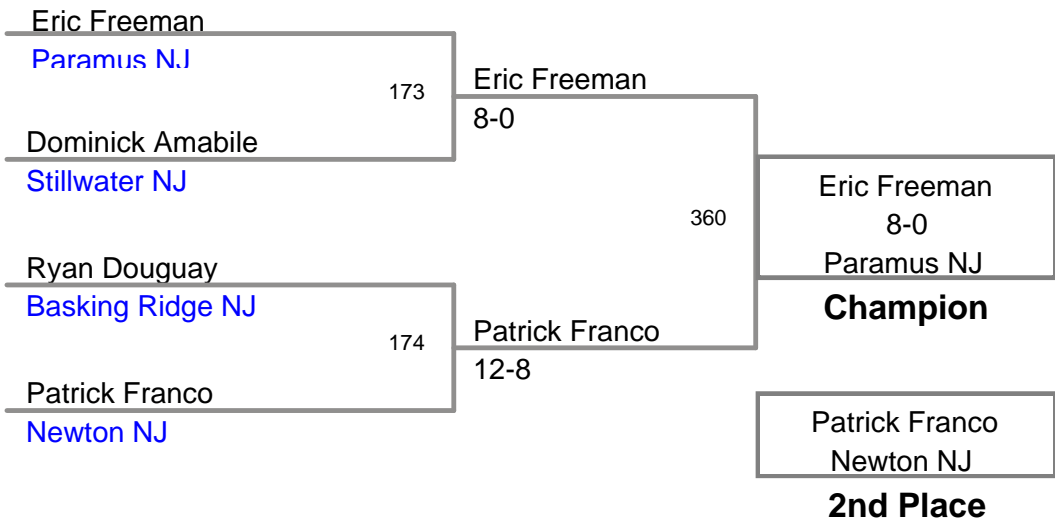 Eric Freeman
Paramus NJ
173
Dominick Amabile
Stillwater NJ
Eric Freeman
8-0
Ryan Douguay
Basking Ridge NJ
174
Patrick Franco
Newton NJ
Patrick Franco
12-8
360
Eric Freeman
8-0
Paramus NJ
Champion
Patrick Franco
Newton NJ
2nd Place